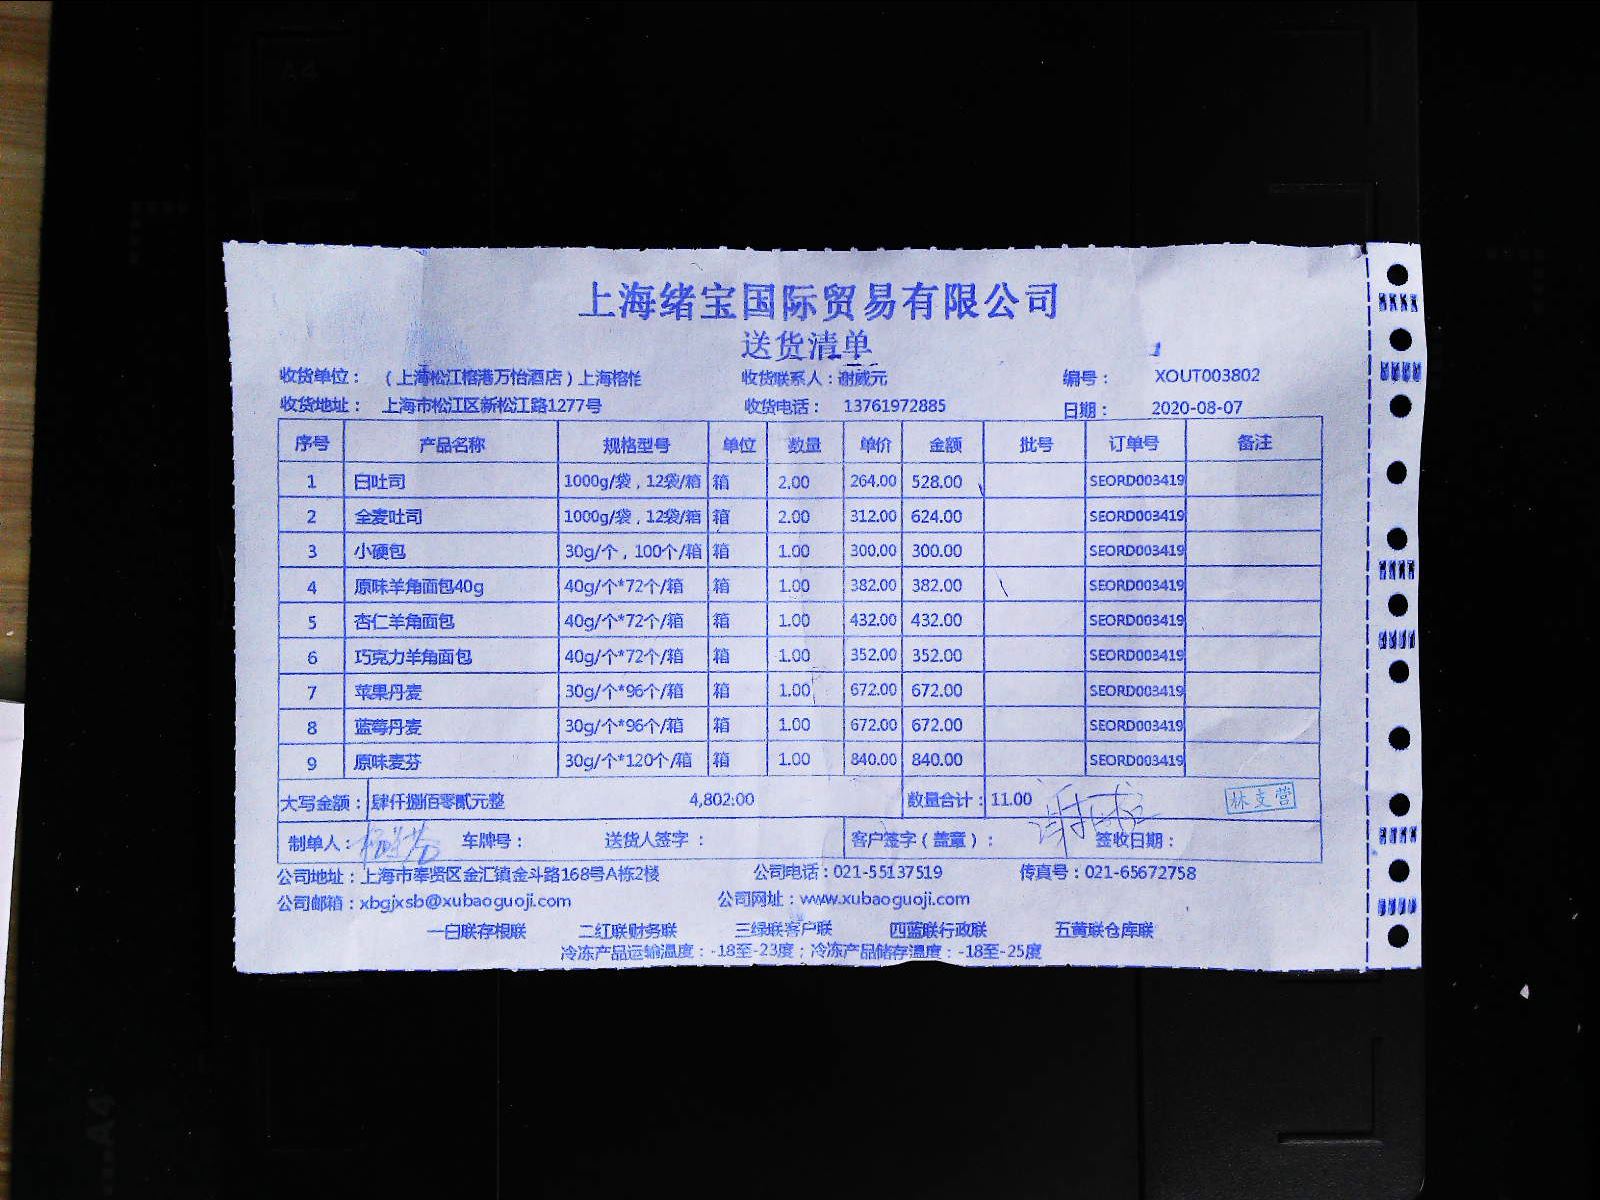 上海绪宝国际贸易有限公司
送货清单
收货单位： （上海松江榕港万怡酒店）上海榕 收货联系人：谢威元 编号： XOUT003802
收货地址： 上海市松江区新松江路1277号 收货电话： 13761972885 日期： 2020-08-07
序号 产品名称 规格型号 单位 数量 单价 金额 批号 订单号 备注
1 白吐司 1000g/袋，12袋/箱 箱 2.00 264.00 528.00 SEORD003419
2 全麦吐司 1000g/袋，12袋/箱 箱 2.00 312.00 624.00 SEORD003419
3 小硬包 30g/个，100个/箱 箱 1.00 300.00 300.00 SEORD003419
4 原味羊角面包40g 40g/个*72个/箱 箱 1.00 382.00 382.00 SEORD003419
5 杏仁羊角面包 40g/个*72个/箱 箱 1.00 432.00 432.00 SEORD003419
6 巧克力羊角面包 40g/个*72个/箱 箱 1.00 352.00 352.00 SEORD003419
7 苹果丹麦 30g/个*96个/箱 箱 1.00 672.00 672.00 SEORD003419
8 蓝莓丹麦 30g/个*96个/箱 箱 1.00 672.00 672.00 SEORD003419
9 原味麦芬 30g/个*120个/箱 箱 1.00 840.00 840.00 SEORD003419
大写金额： 肆仟捌佰零贰元整 4,802.00 数量合计： 11.00 林支营
制单人： 车牌号： 送货人签字： 客户签字（盖章）： 签收日期：
公司地址：上海市奉贤区金汇镇金斗路168号A栋2楼 公司电话：021-55137519 传真号：021-65672758
公司邮箱：xbgjxsb@xubaoguoji.com 公司网址：www.xubaoguoji.com
一白联存根联 二红联财务联 三绿联客户联 四蓝联行政联 五黄联仓库联
冷冻产品运输温度：-18至-23度；冷冻产品储存温度：-18至-25度
A4